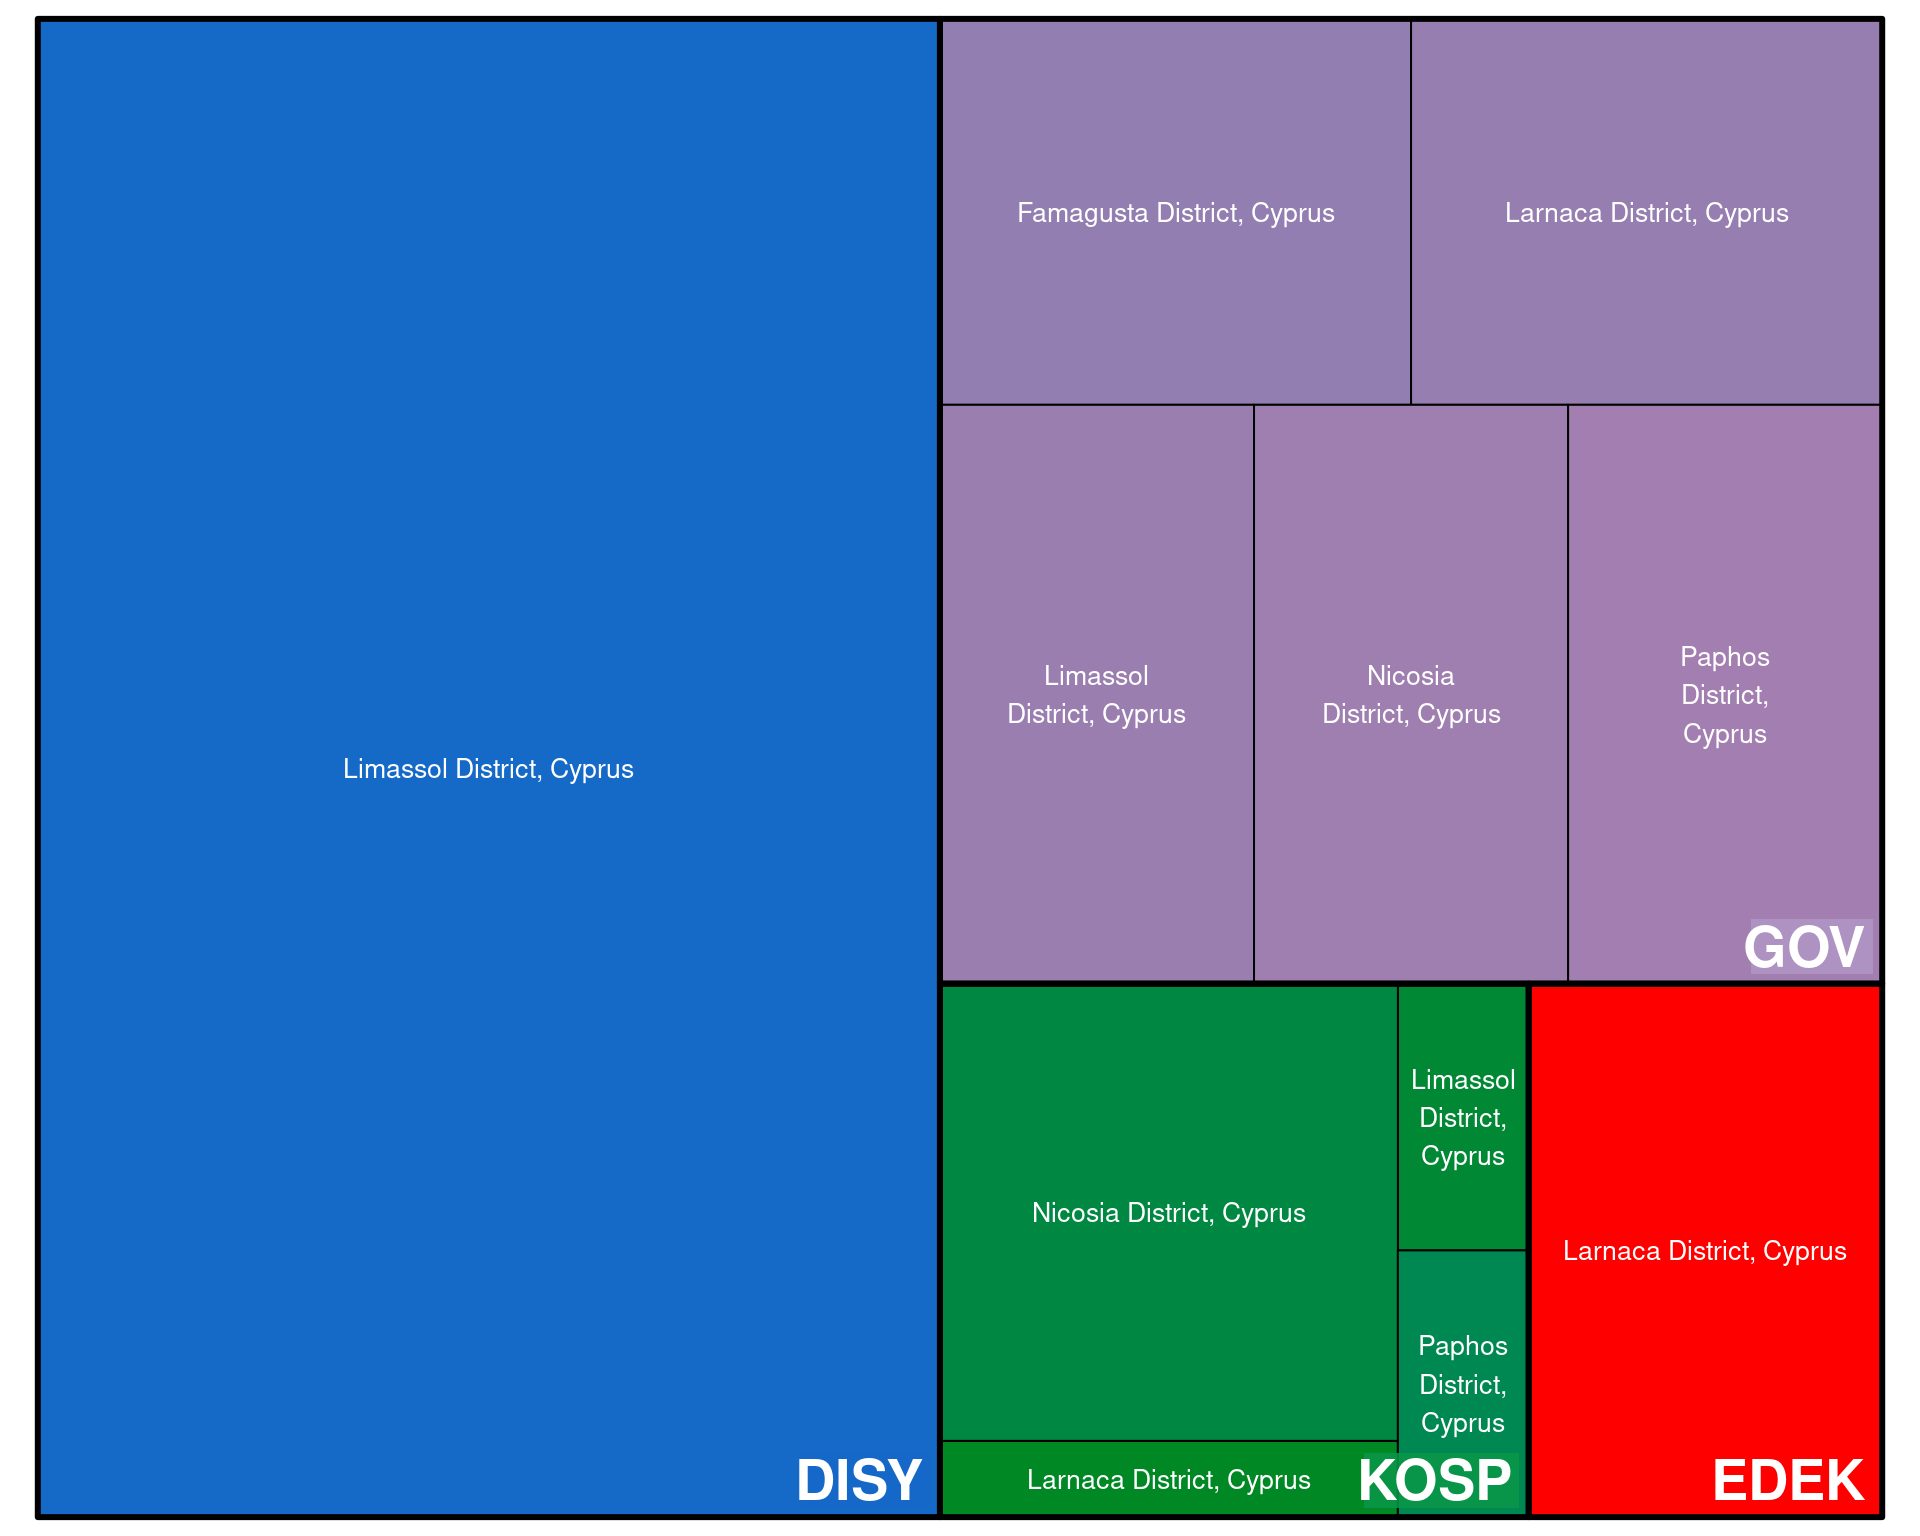 Limassol District, Cyprus
DISY
Famagusta District, Cyprus
Larnaca District, Cyprus
Limassol
District, Cyprus
Nicosia
District, Cyprus
Paphos
District,
Cyprus
GOV
Nicosia District, Cyprus
Limassol
District,
Cyprus
Paphos
District,
Cyprus
Larnaca District, Cyprus
KOSP
Larnaca District, Cyprus
EDEK